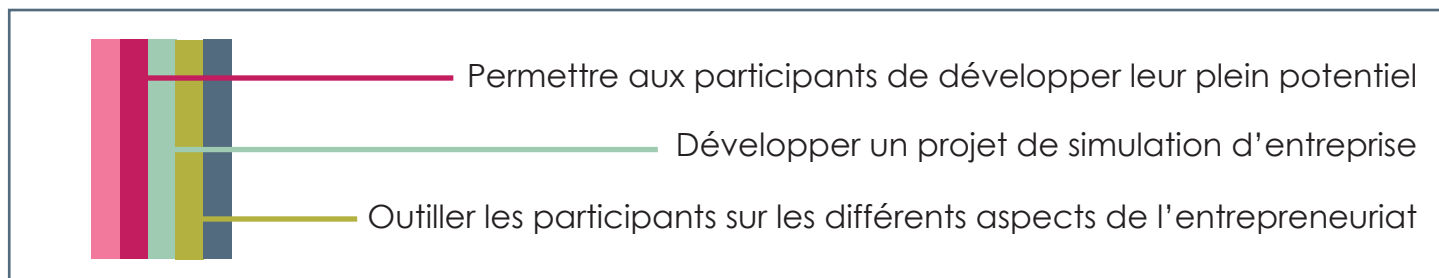 Permettre aux participants de développer leur plein potentiel
Développer un projet de simulation d’entreprise
Outiller les participants sur les différents aspects de l’entrepreneuriat